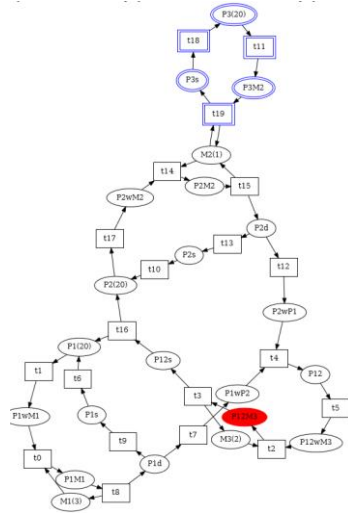 P3(20)
t18
t11
P3s
P3M2
t19
M2(1)
t14
P2M2
t15
P2wM2
P2d
t17
t13
P2s
t10
t12
P2(20)
P2wP1
t16
P1(20)
P12s
t4
P12
t1
t6
t3
P1wP2
t5
P1wM1
P1s
P12M3
t9
t7
M3(2)
t2
P12wM3
t0
P1d
P1M1
t8
M1(3)